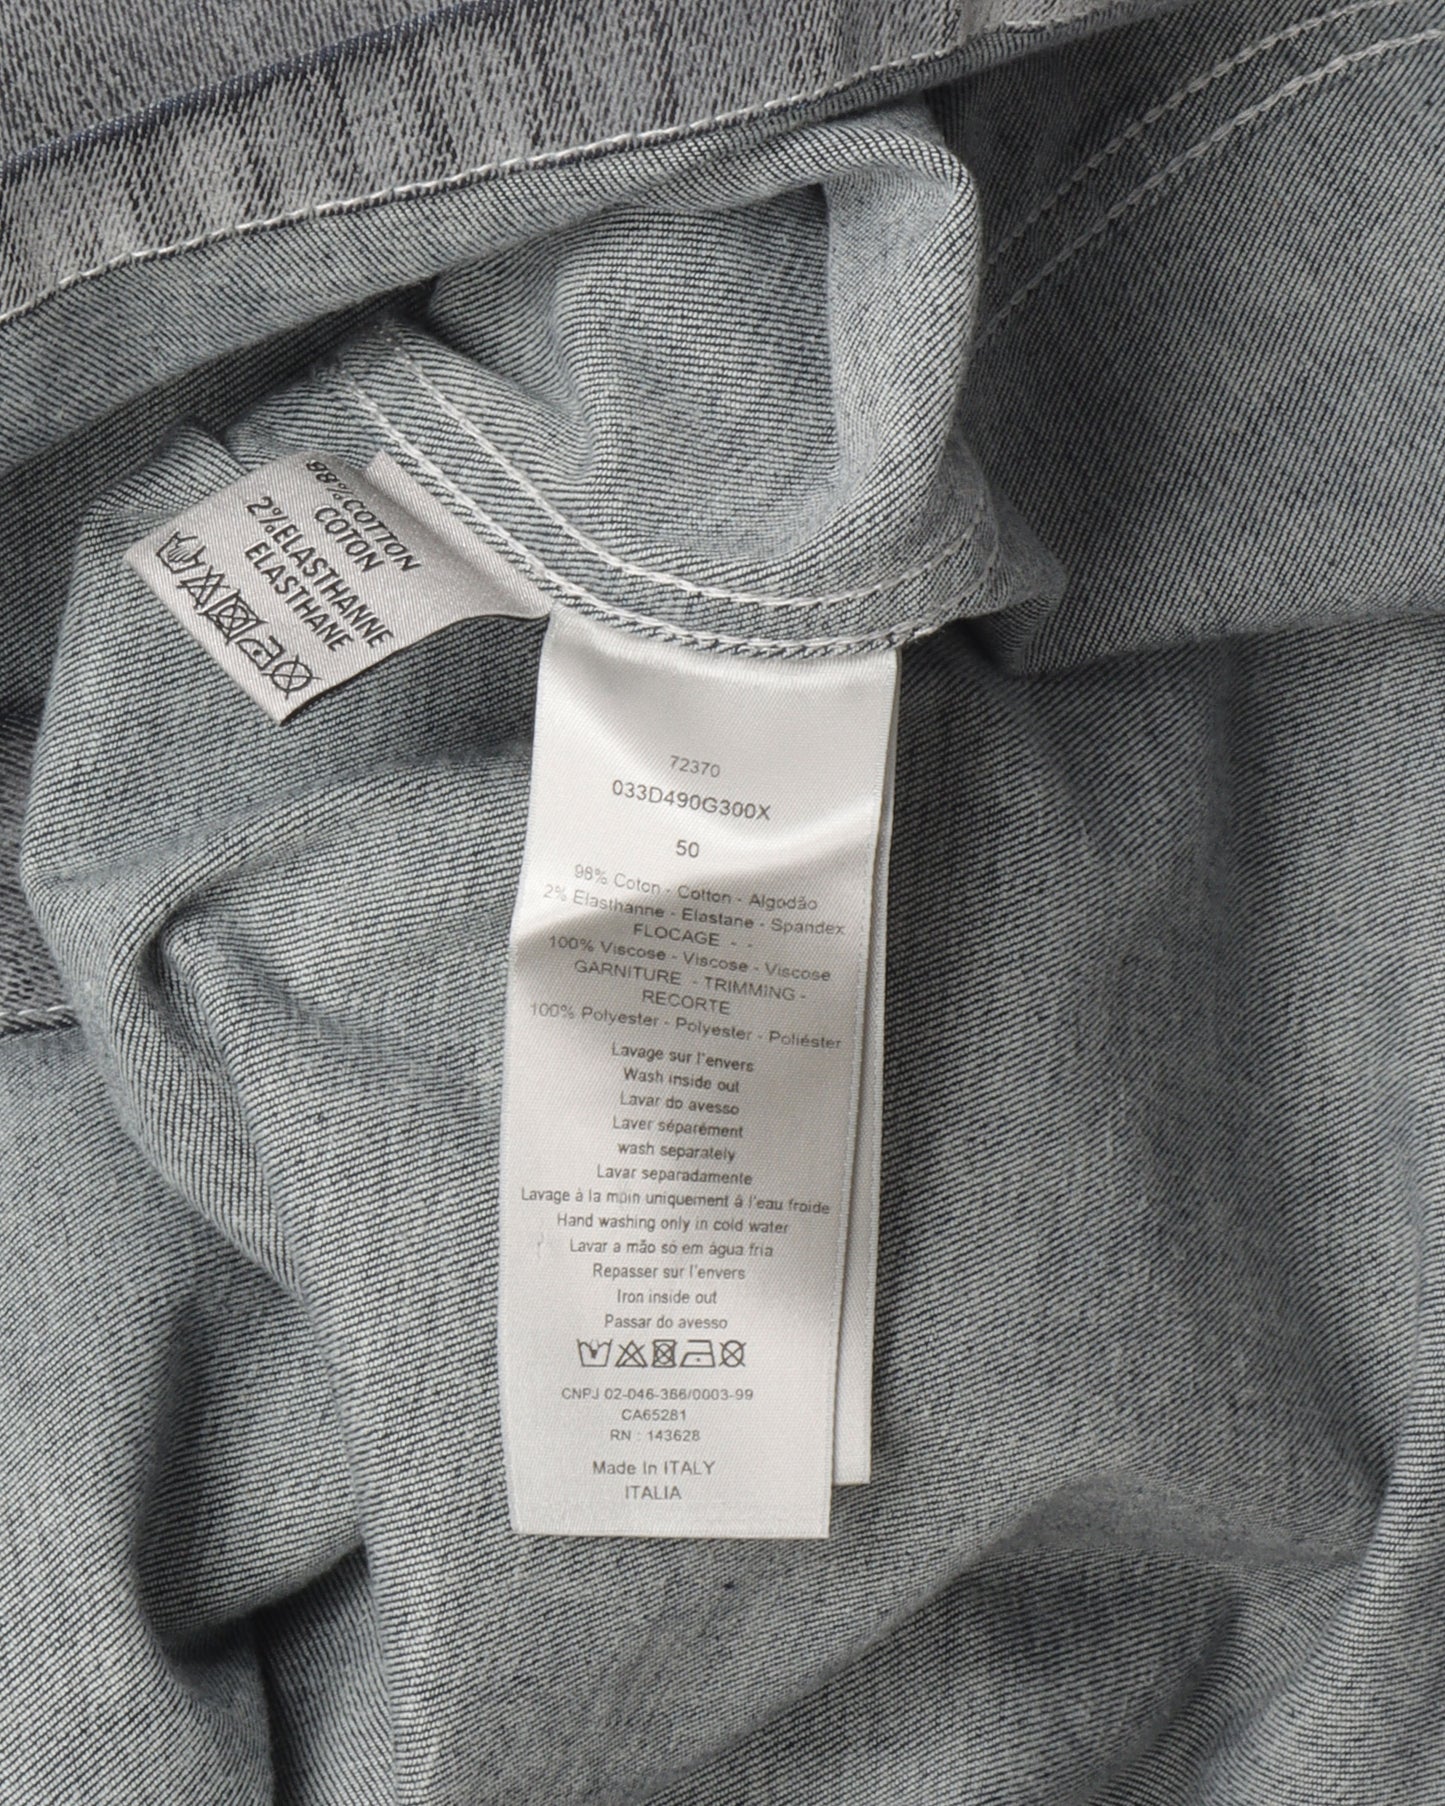 98% COTTON
COTON
2% ELASTHANNE
ELASTHANE
72370
033D490G300X
50
98% Coton - Cotton - Algodão
2% Elasthanne - Elastane - Spandex
FLOCAGE - -
100% Viscose - Viscose - Viscose
GARNITURE - TRIMMING -
RECORTE
100% Polyester - Polyester - Poliéster
Lavage sur l'envers
Wash inside out
Lavar do avesso
Laver séparément
wash separately
Lavar separadamente
Lavage à la main uniquement à l'eau froide
Hand washing only in cold water
Lavar a mão só em água fria
Repasser sur l'envers
Iron inside out
Passar do avesso
CNPJ 02-046-386/0003-99
CA65281
RN : 143628
Made In ITALY
ITALIA